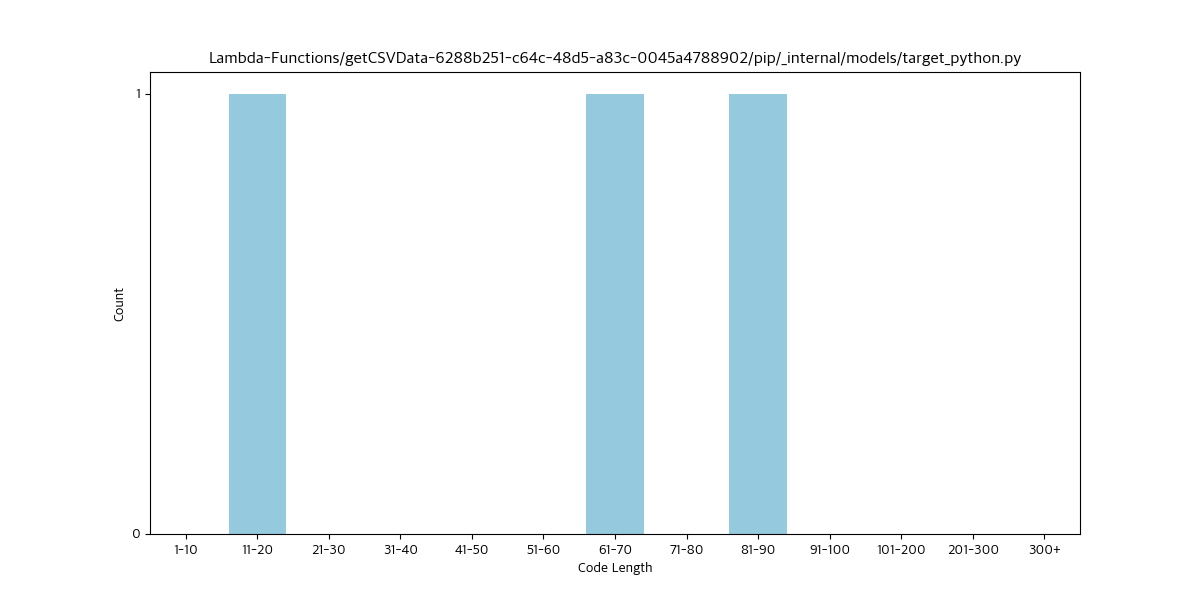 Lambda-Functions/getCSVData-6288b251-c64c-48d5-a83c-0045a4788902/pip/_internal/models/target_python.py
Count
1
0
1-10 11-20 21-30 31-40 41-50 51-60 61-70 71-80 81-90 91-100 101-200 201-300 300+
Code Length